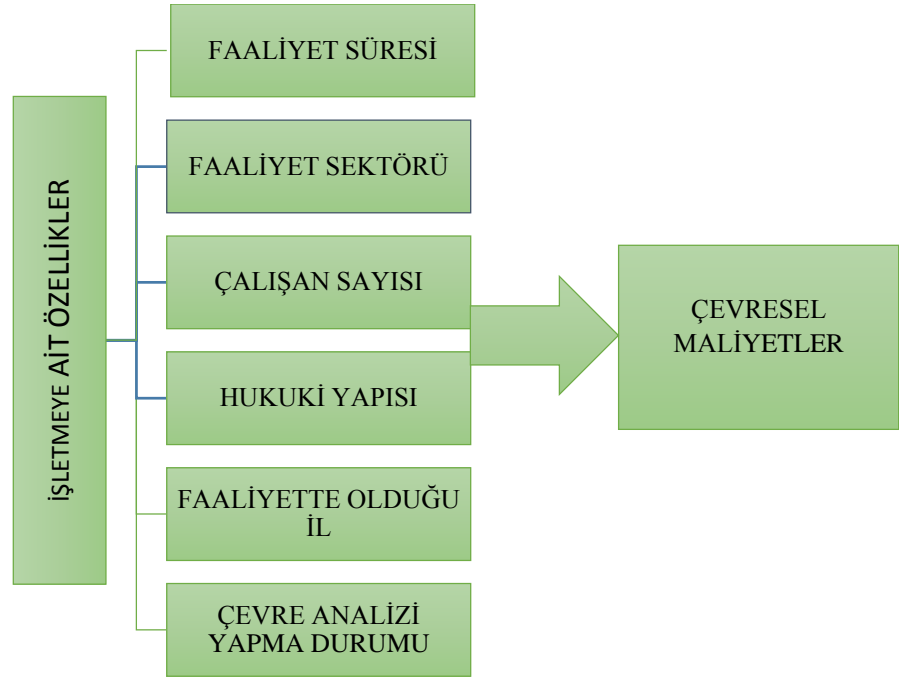 İŞLETMEYE AİT ÖZELLİKLER
FAALİYET SÜRESİ
FAALİYET SEKTÖRÜ
ÇALIŞAN SAYISI
HUKUKİ YAPISI
FAALİYETTE OLDUĞU
İL
ÇEVRE ANALİZİ
YAPMA DURUMU
ÇEVRESEL
MALİYETLER